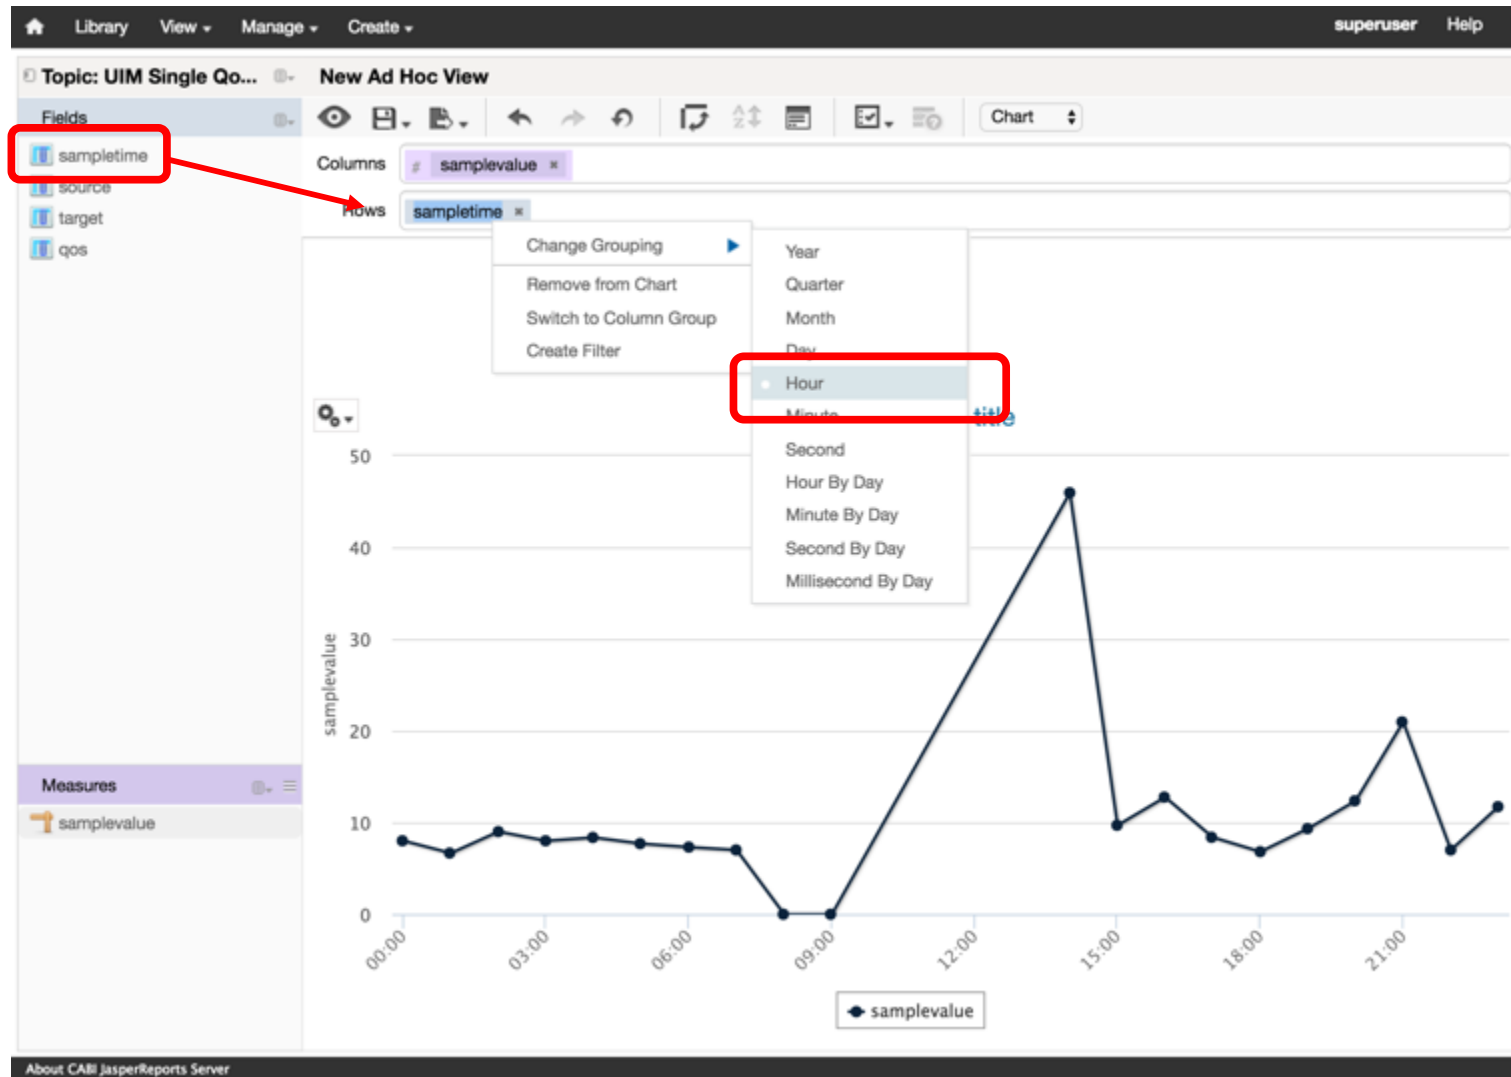 Library View Manage Create superuser Help
Topic: UIM Single Qo... New Ad Hoc View
Fields
Chart
sampletime
source
target
qos
Columns # samplevalue ×
Rows sampletime ×
Change Grouping
Remove from Chart
Switch to Column Group
Create Filter
Year
Quarter
Month
Day
Hour
Minute
Second
Hour By Day
Minute By Day
Second By Day
Millisecond By Day
title
50
40
30
20
10
0
samplevalue
00:00 03:00 06:00 09:00 12:00 15:00 18:00 21:00
samplevalue
Measures
samplevalue
About CABI JasperReports Server